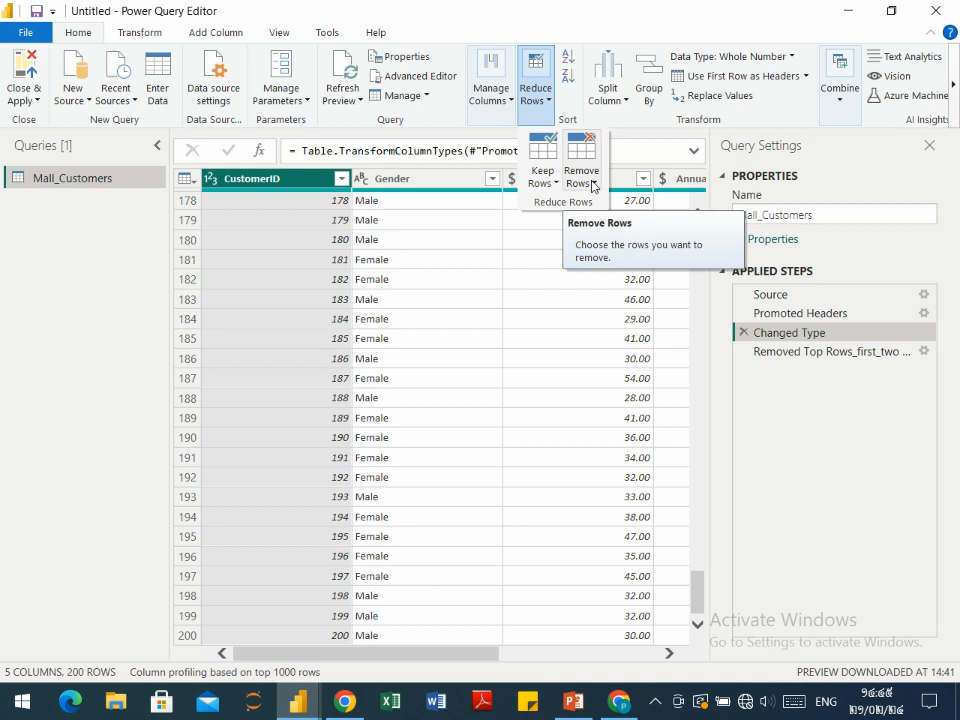 Untitled - Power Query Editor
File Home Transform Add Column View Tools Help
Close & Apply
New Source
Recent Sources
Enter Data
Data source settings
Manage Parameters
Refresh Preview
Properties
Advanced Editor
Manage
Manage Columns
Reduce Rows
Split Column
Group By
Data Type: Whole Number
Use First Row as Headers
Replace Values
Combine
Text Analytics
Vision
Azure Machine
Close New Query Data Sourc... Parameters Query Sort Transform AI Insights
Queries [1]
Mall_Customers
fx = Table.TransformColumnTypes(#"Promot
Keep Rows
Remove Rows
Reduce Rows
Remove Rows
Choose the rows you want to
remove.
CustomerID Gender $ $ Annua
178 178 Male 27.00
179 179 Male
180 180 Male
181 181 Female
182 182 Female 32.00
183 183 Male 46.00
184 184 Female 29.00
185 185 Female 41.00
186 186 Male 30.00
187 187 Female 54.00
188 188 Male 28.00
189 189 Female 41.00
190 190 Female 36.00
191 191 Female 34.00
192 192 Female 32.00
193 193 Male 33.00
194 194 Female 38.00
195 195 Female 47.00
196 196 Female 35.00
197 197 Female 45.00
198 198 Male 32.00
199 199 Male 32.00
200 200 Male 30.00
Query Settings
PROPERTIES
Name
all_Customers
Properties
APPLIED STEPS
Source
Promoted Headers
Changed Type
Removed Top Rows_first_two ...
Activate Windows
Go to Settings to activate Windows.
5 COLUMNS, 200 ROWS Column profiling based on top 1000 rows PREVIEW DOWNLOADED AT 14:41
ENG